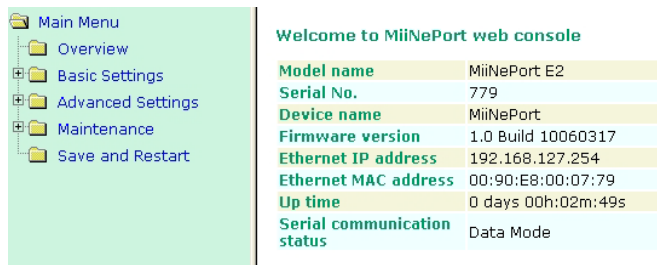 Main Menu
Overview
Basic Settings
Advanced Settings
Maintenance
Save and Restart
Welcome to MiiNePort web console
Model name MiiNePort E2
Serial No. 779
Device name MiiNePort
Firmware version 1.0 Build 10060317
Ethernet IP address 192.168.127.254
Ethernet MAC address 00:90:E8:00:07:79
Up time 0 days 00h:02m:49s
Serial communication
status Data Mode